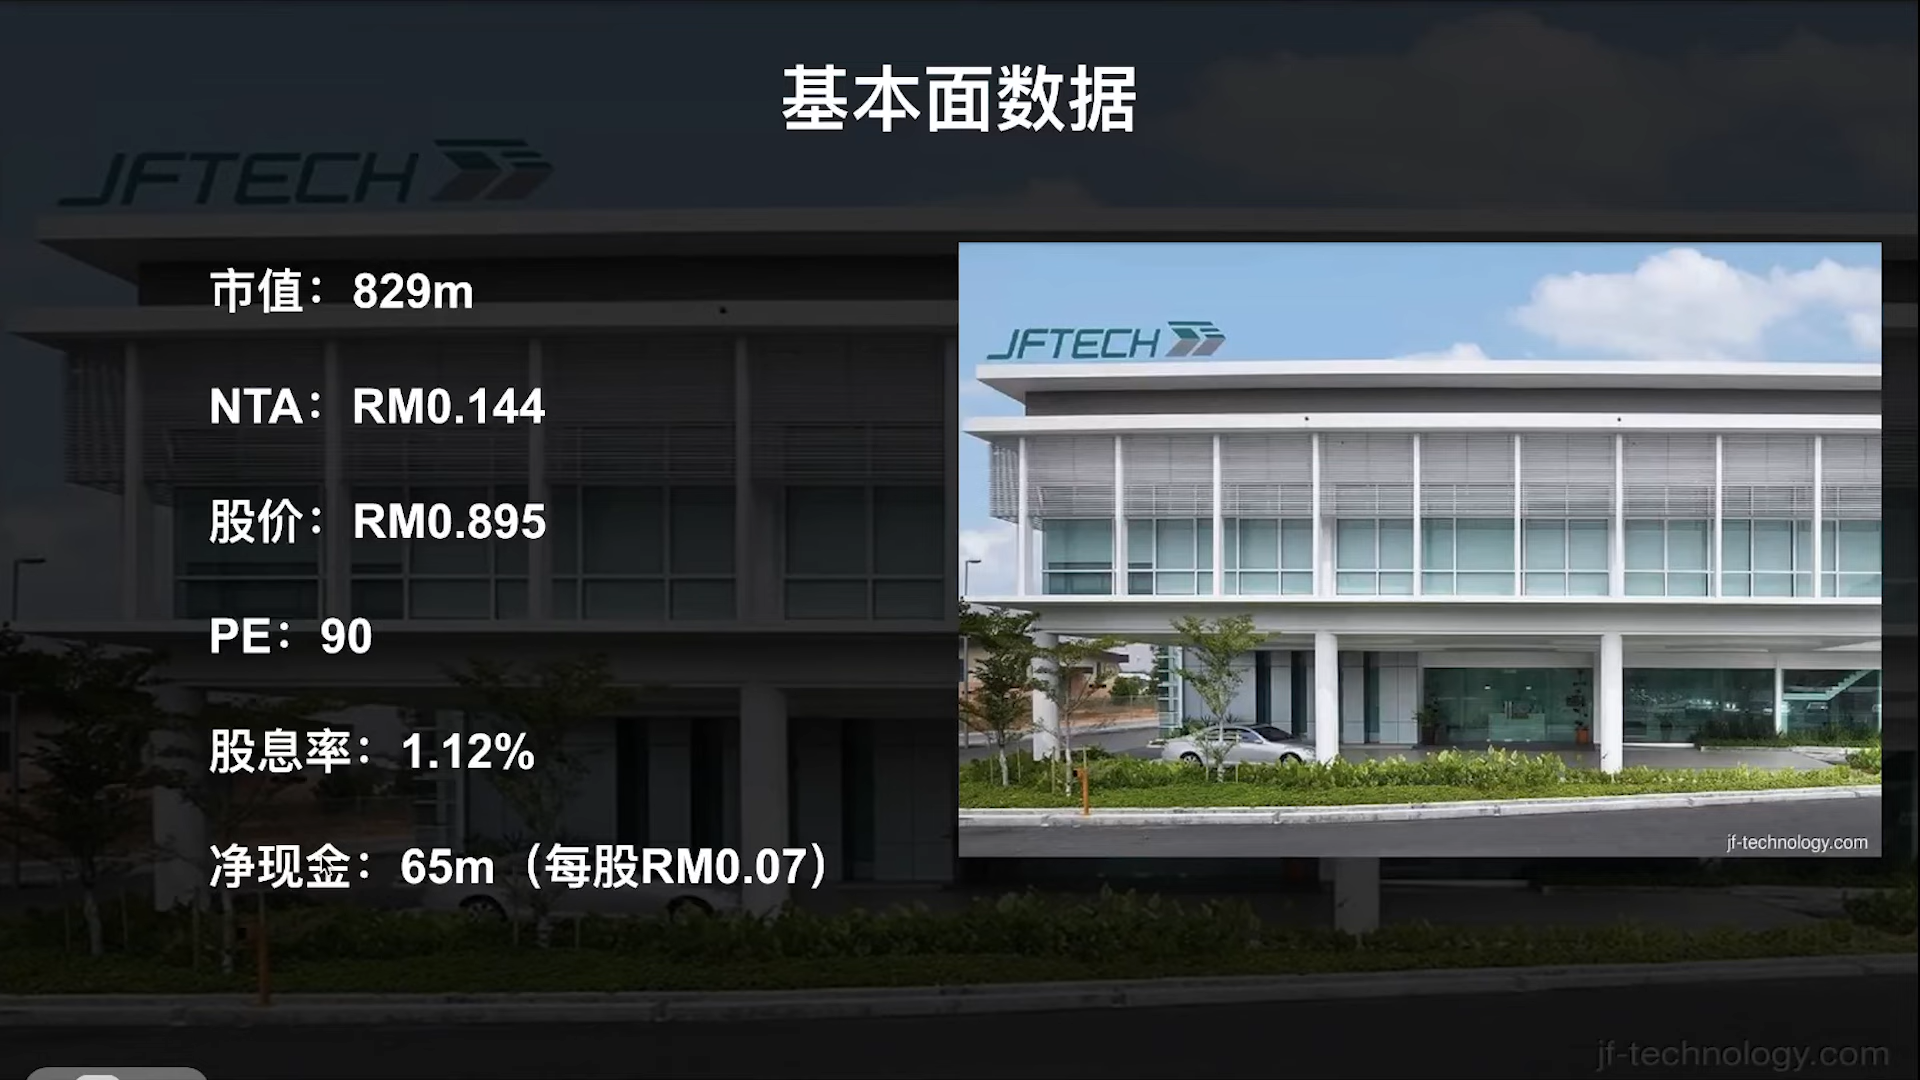 基本面数据
JFTECH
市值：829m
NTA：RM0.144
股价：RM0.895
PE：90
股息率：1.12%
净现金：65m（每股RM0.07）
JFTECH
jf-technology.com
jf-technology.com